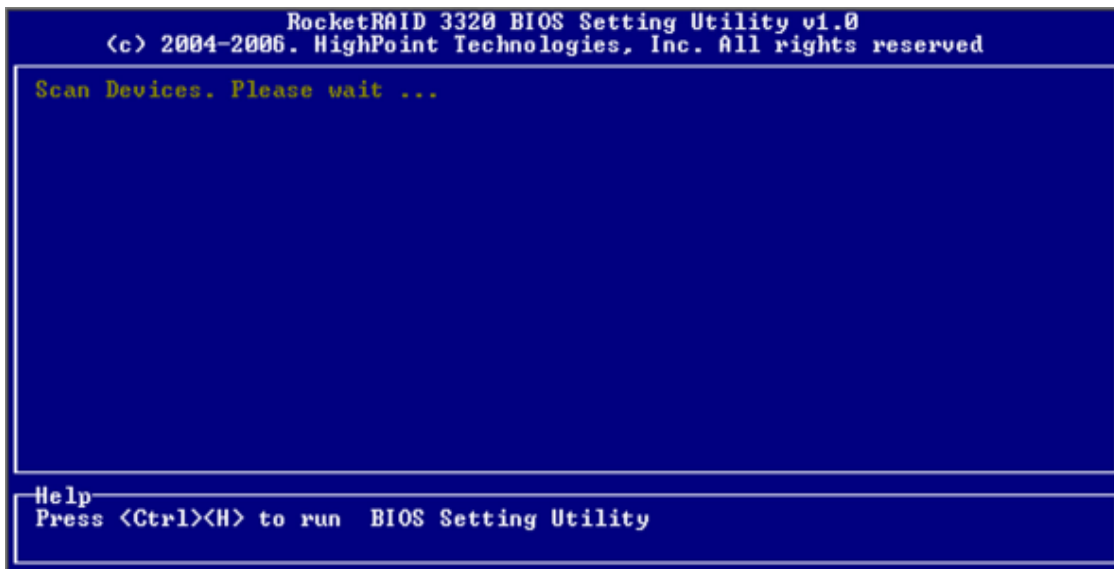 RocketRAID 3320 BIOS Setting Utility v1.0
(c) 2004-2006. HighPoint Technologies, Inc. All rights reserved
Scan Devices. Please wait ...
Help
Press <Ctrl><H> to run  BIOS Setting Utility